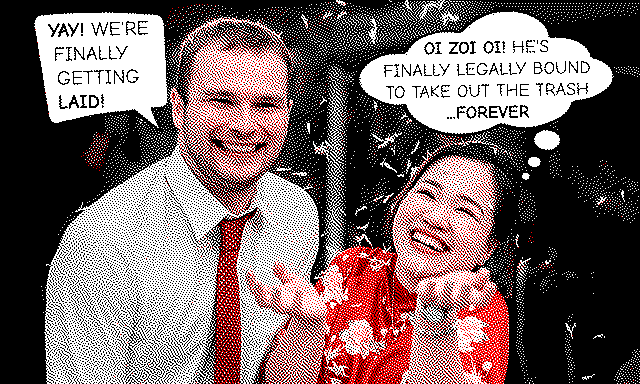 YAY! WE'RE
FINALLY
GETTING
LAID!
OI ZOI OI! HE'S
FINALLY LEGALLY BOUND
TO TAKE OUT THE TRASH
...FOREVER